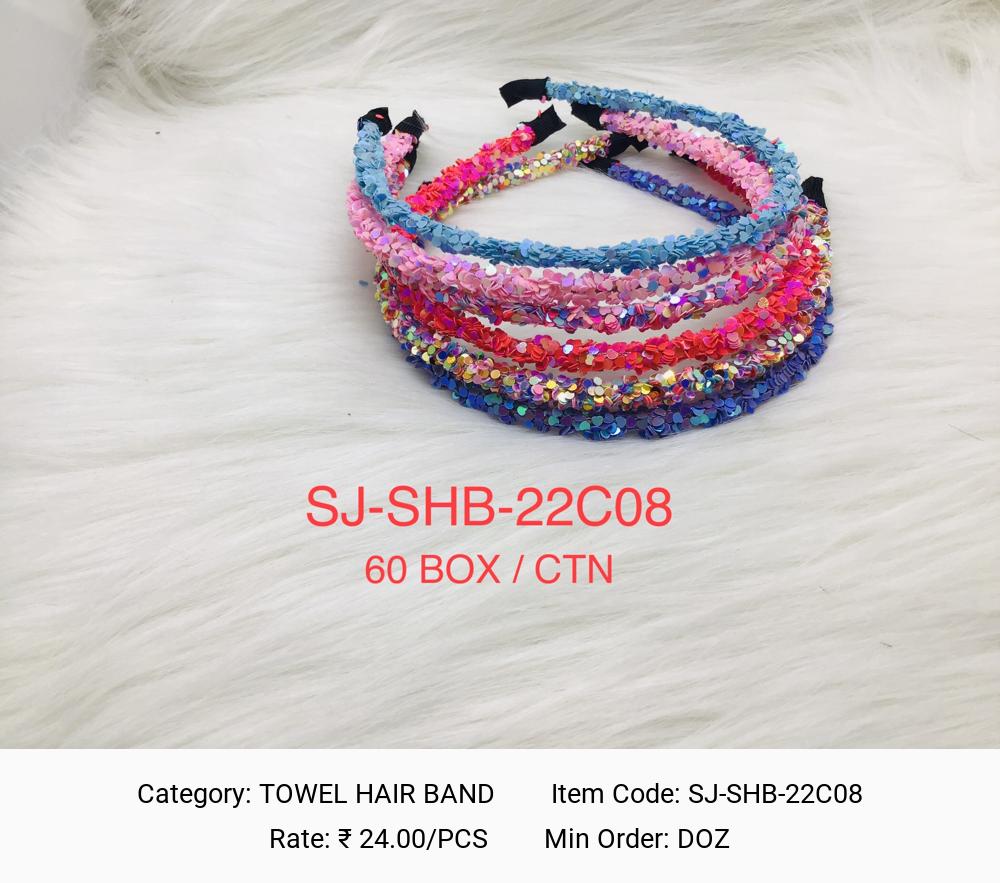 SJ-SHB-22C08
60 BOX / CTN
Category: TOWEL HAIR BAND Item Code: SJ-SHB-22C08
Rate: ₹ 24.00/PCS Min Order: DOZ